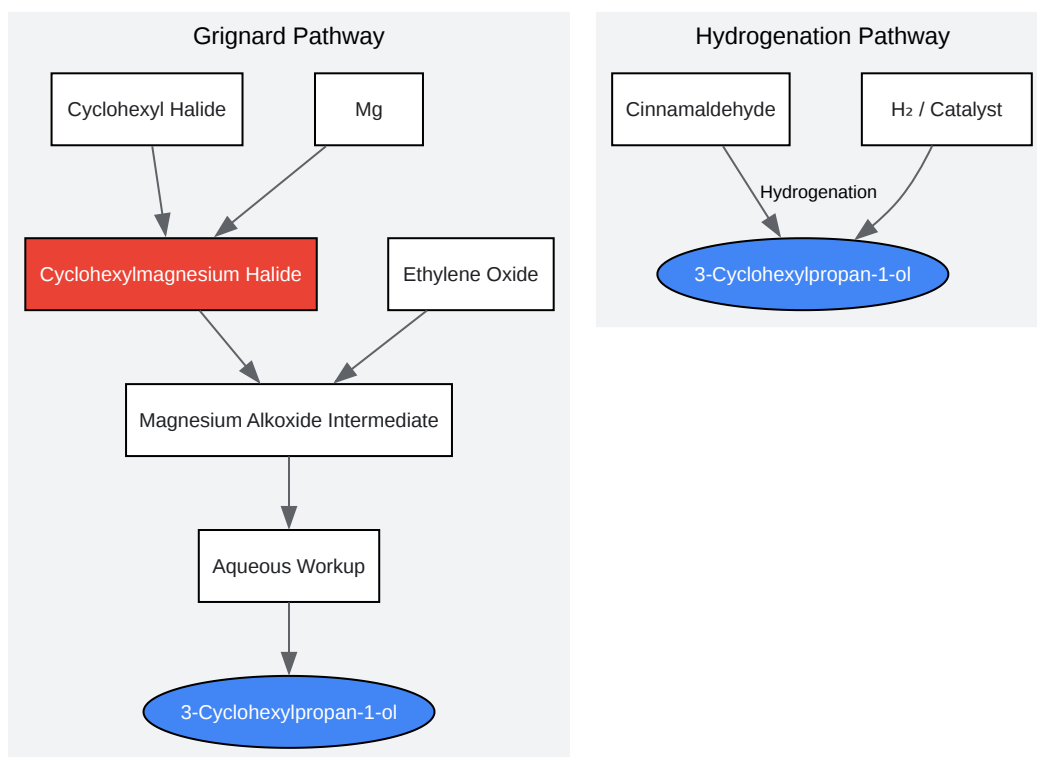 Grignard Pathway
Cyclohexyl Halide
Mg
Cyclohexylmagnesium Halide
Ethylene Oxide
Magnesium Alkoxide Intermediate
Aqueous Workup
3-Cyclohexylpropan-1-ol
Hydrogenation Pathway
Cinnamaldehyde
H₂ / Catalyst
Hydrogenation
3-Cyclohexylpropan-1-ol